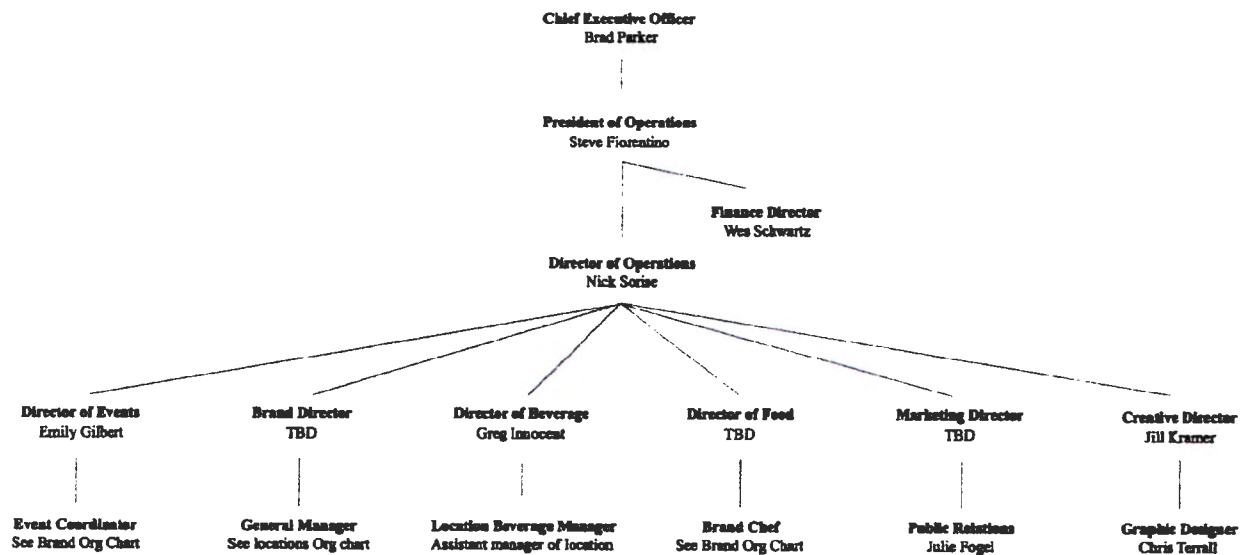 Chief Executive Officer
Brad Parker
President of Operations
Steve Fiorentino
Finance Director
Wes Schwartz
Director of Operations
Nick Sorise
Director of Events
Emily Gilbert
Brand Director
TBD
Director of Beverage
Greg Innocent
Director of Food
TBD
Marketing Director
TBD
Creative Director
Jill Kramer
Event Coordinator
See Brand Org Chart
General Manager
See locations Org chart
Location Beverage Manager
Assistant manager of location
Brand Chef
See Brand Org Chart
Public Relations
Julie Fogel
Graphic Designer
Chris Terrall